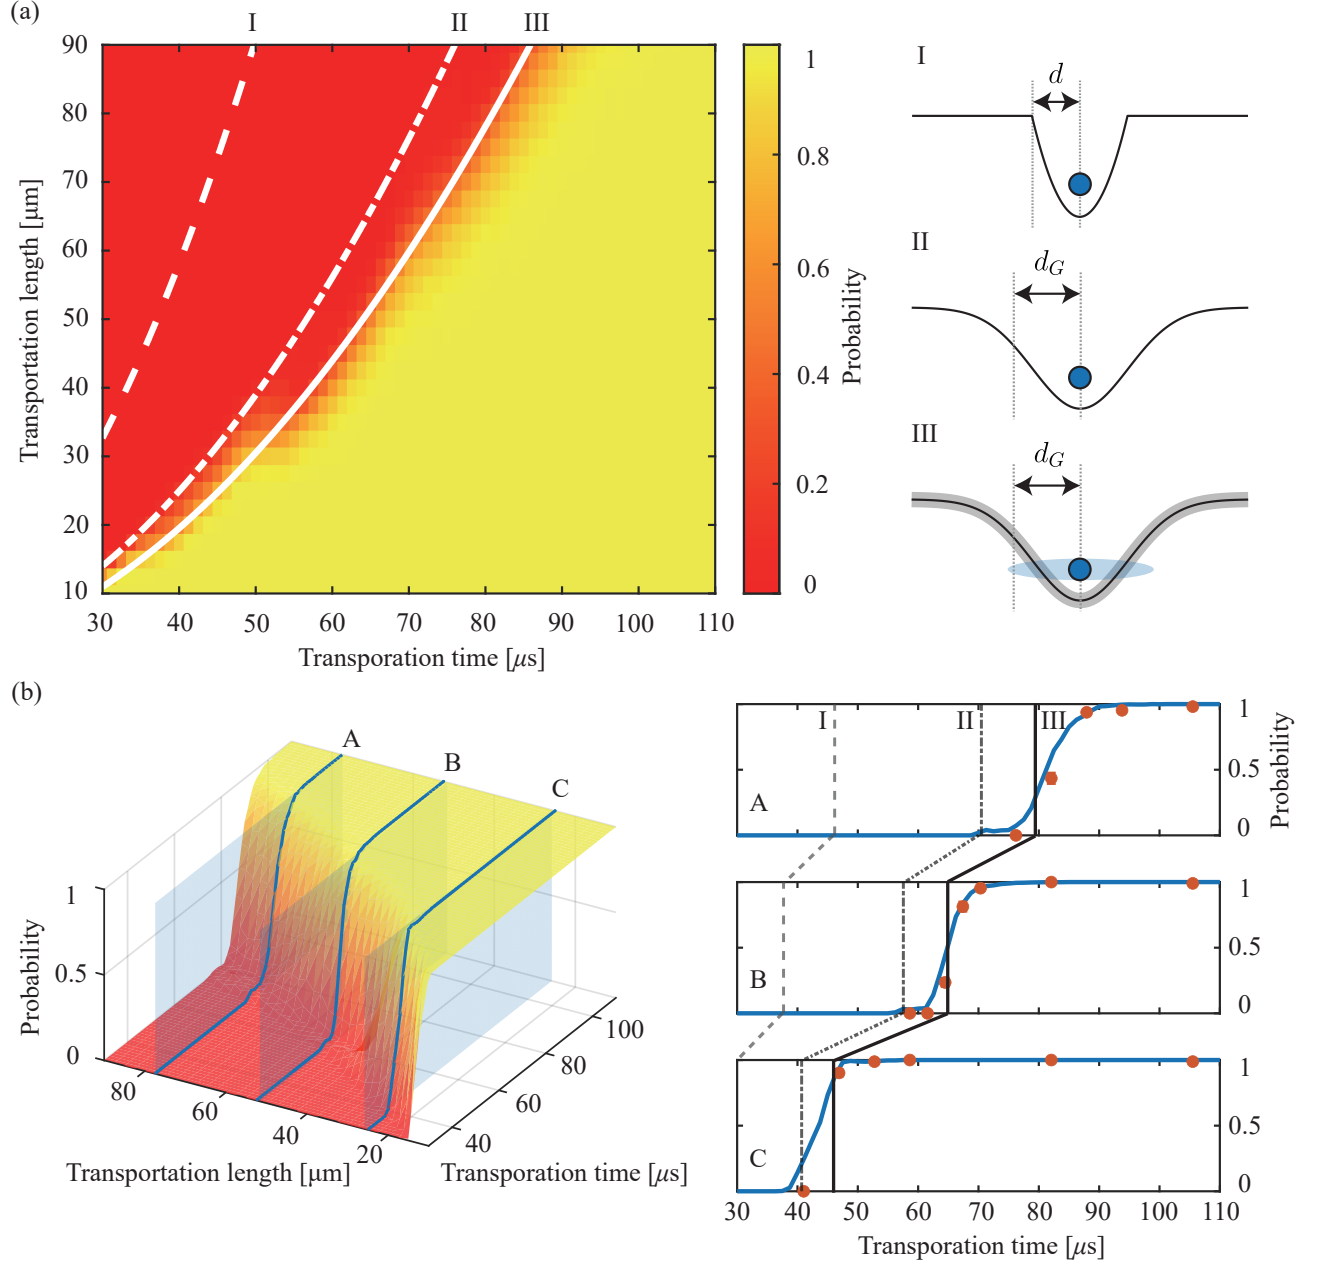 (a)
I II III
90
80
70
60
50
40
30
20
10
Transportation length [μm]
30 40 50 60 70 80 90 100 110
Transporation time [μs]
1
0.8
0.6
0.4
0.2
0
Probability
I
d
II
d_G
III
d_G
(b)
A
B
C
1
0.5
0
Probability
80
60
40
20
Transportation length [μm]
40
60
80
100
Transporation time [μs]
I II III
A
1
0.5
0
Probability
B
1
0.5
0
C
1
0.5
0
30 40 50 60 70 80 90 100 110
Transporation time [μs]